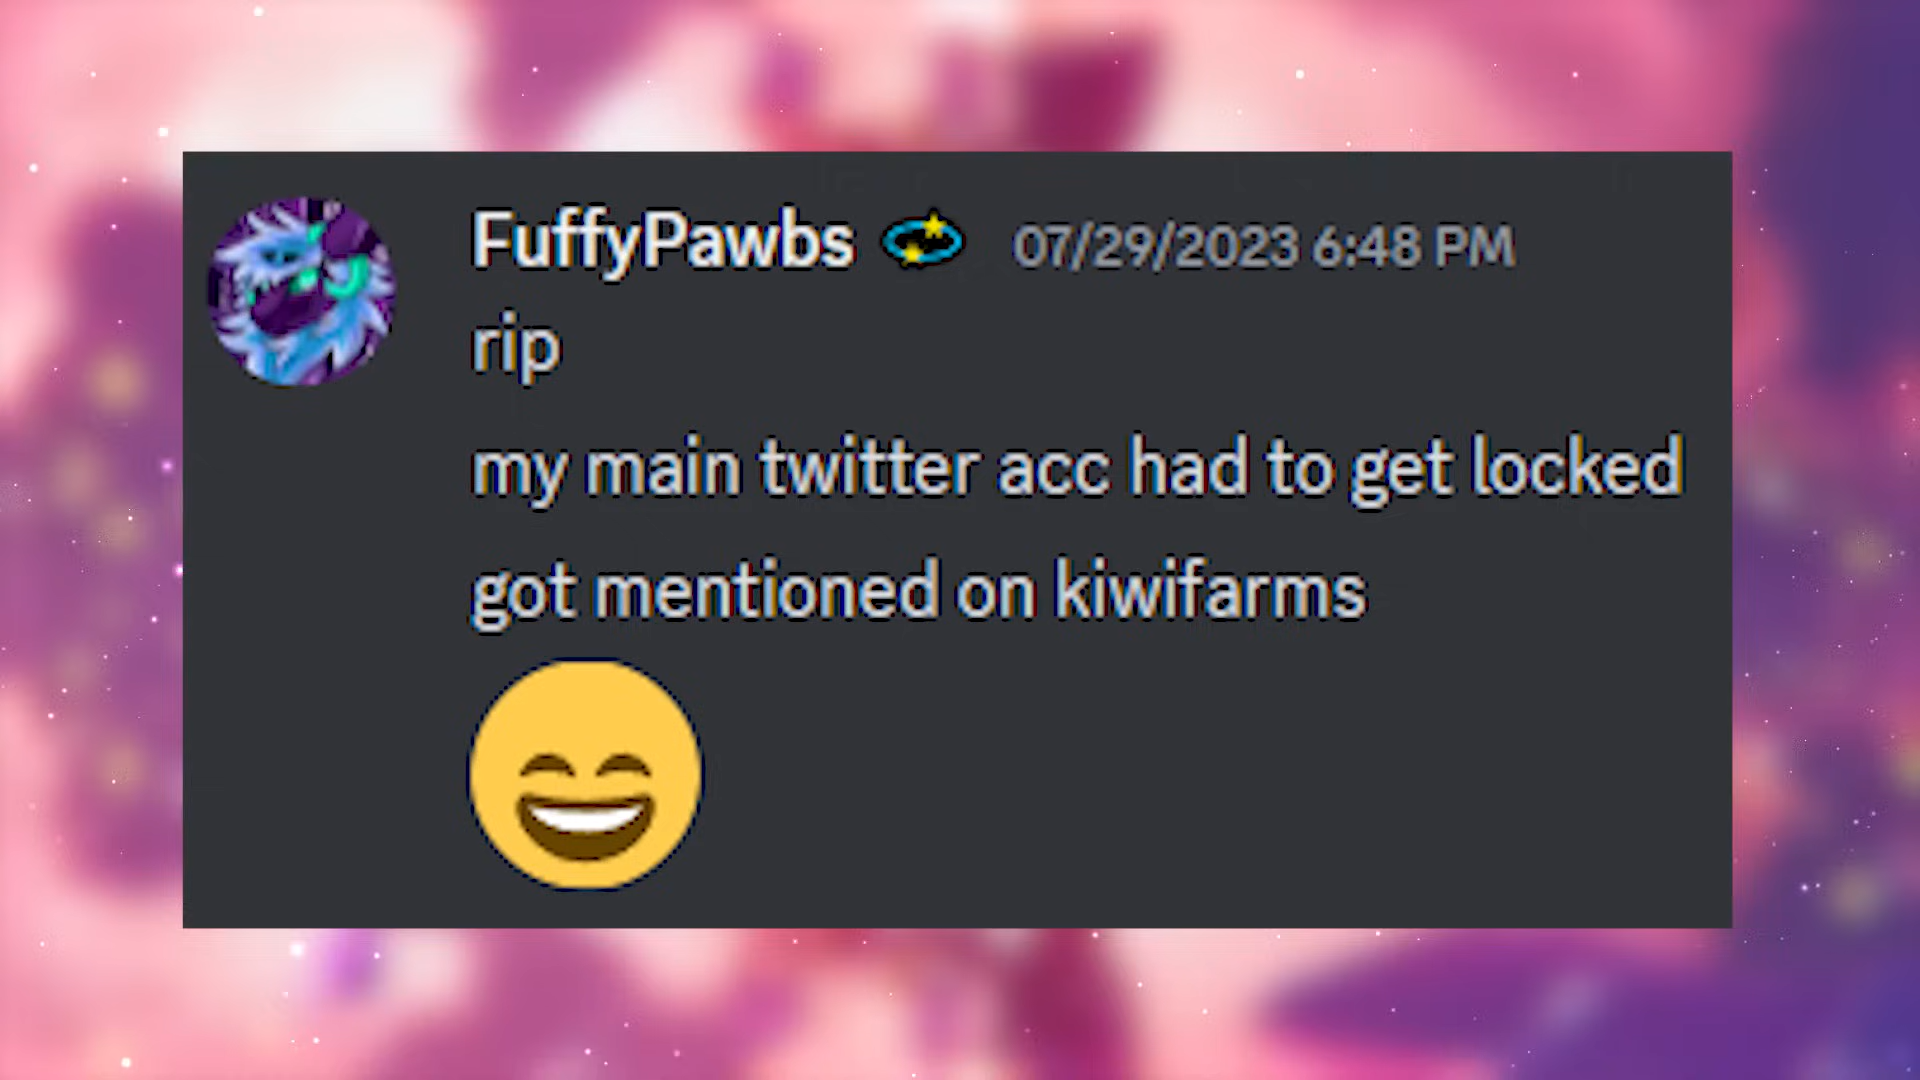 FuffyPawbs 07/29/2023 6:48 PM
rip
my main twitter acc had to get locked
got mentioned on kiwifarms